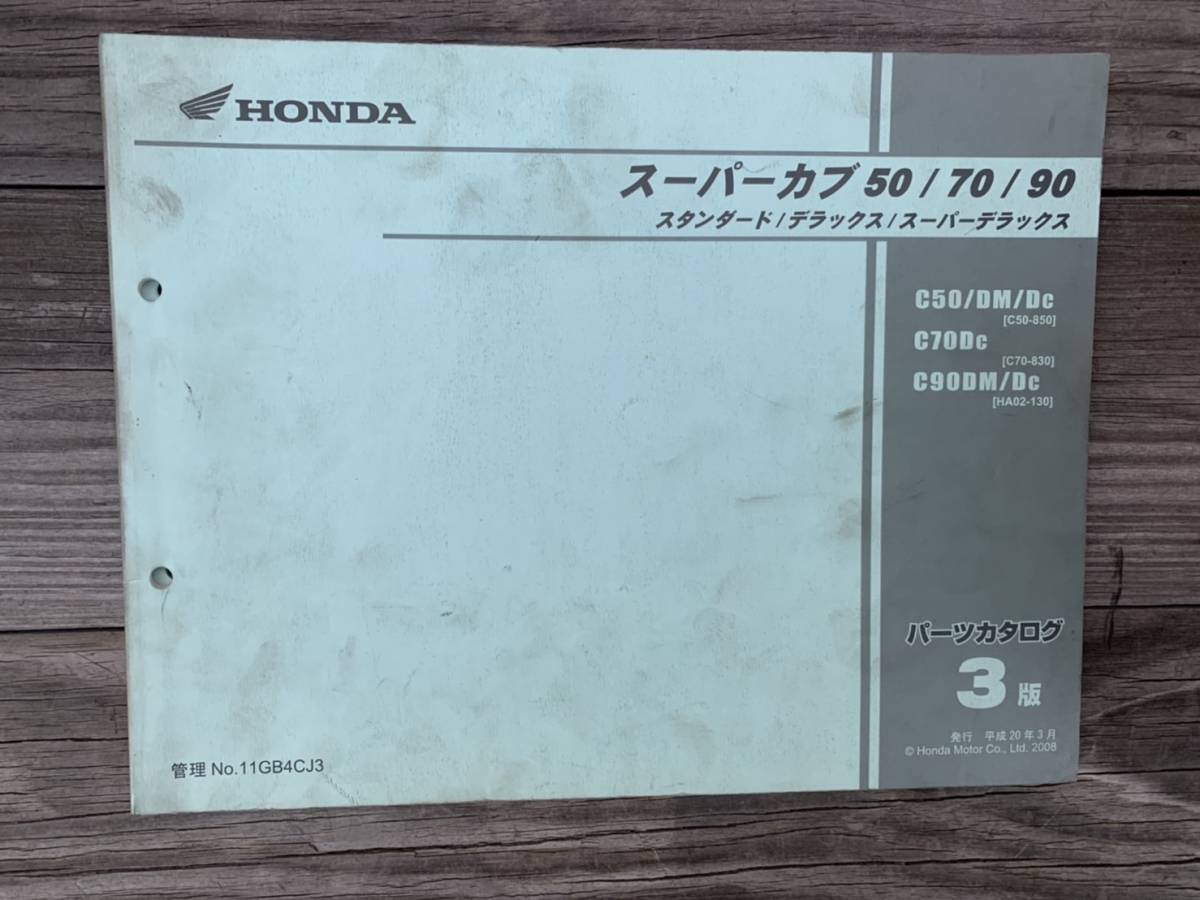 HONDA
スーパーカブ 50 / 70 / 90
スタンダード / デラックス / スーパーデラックス
C50/DM/Dc
[C50-850]
C70Dc
[C70-830]
C90DM/Dc
[HA02-130]
パーツカタログ
3 版
発行 平成 20 年 3 月
© Honda Motor Co., Ltd. 2008
管理 No.11GB4CJ3